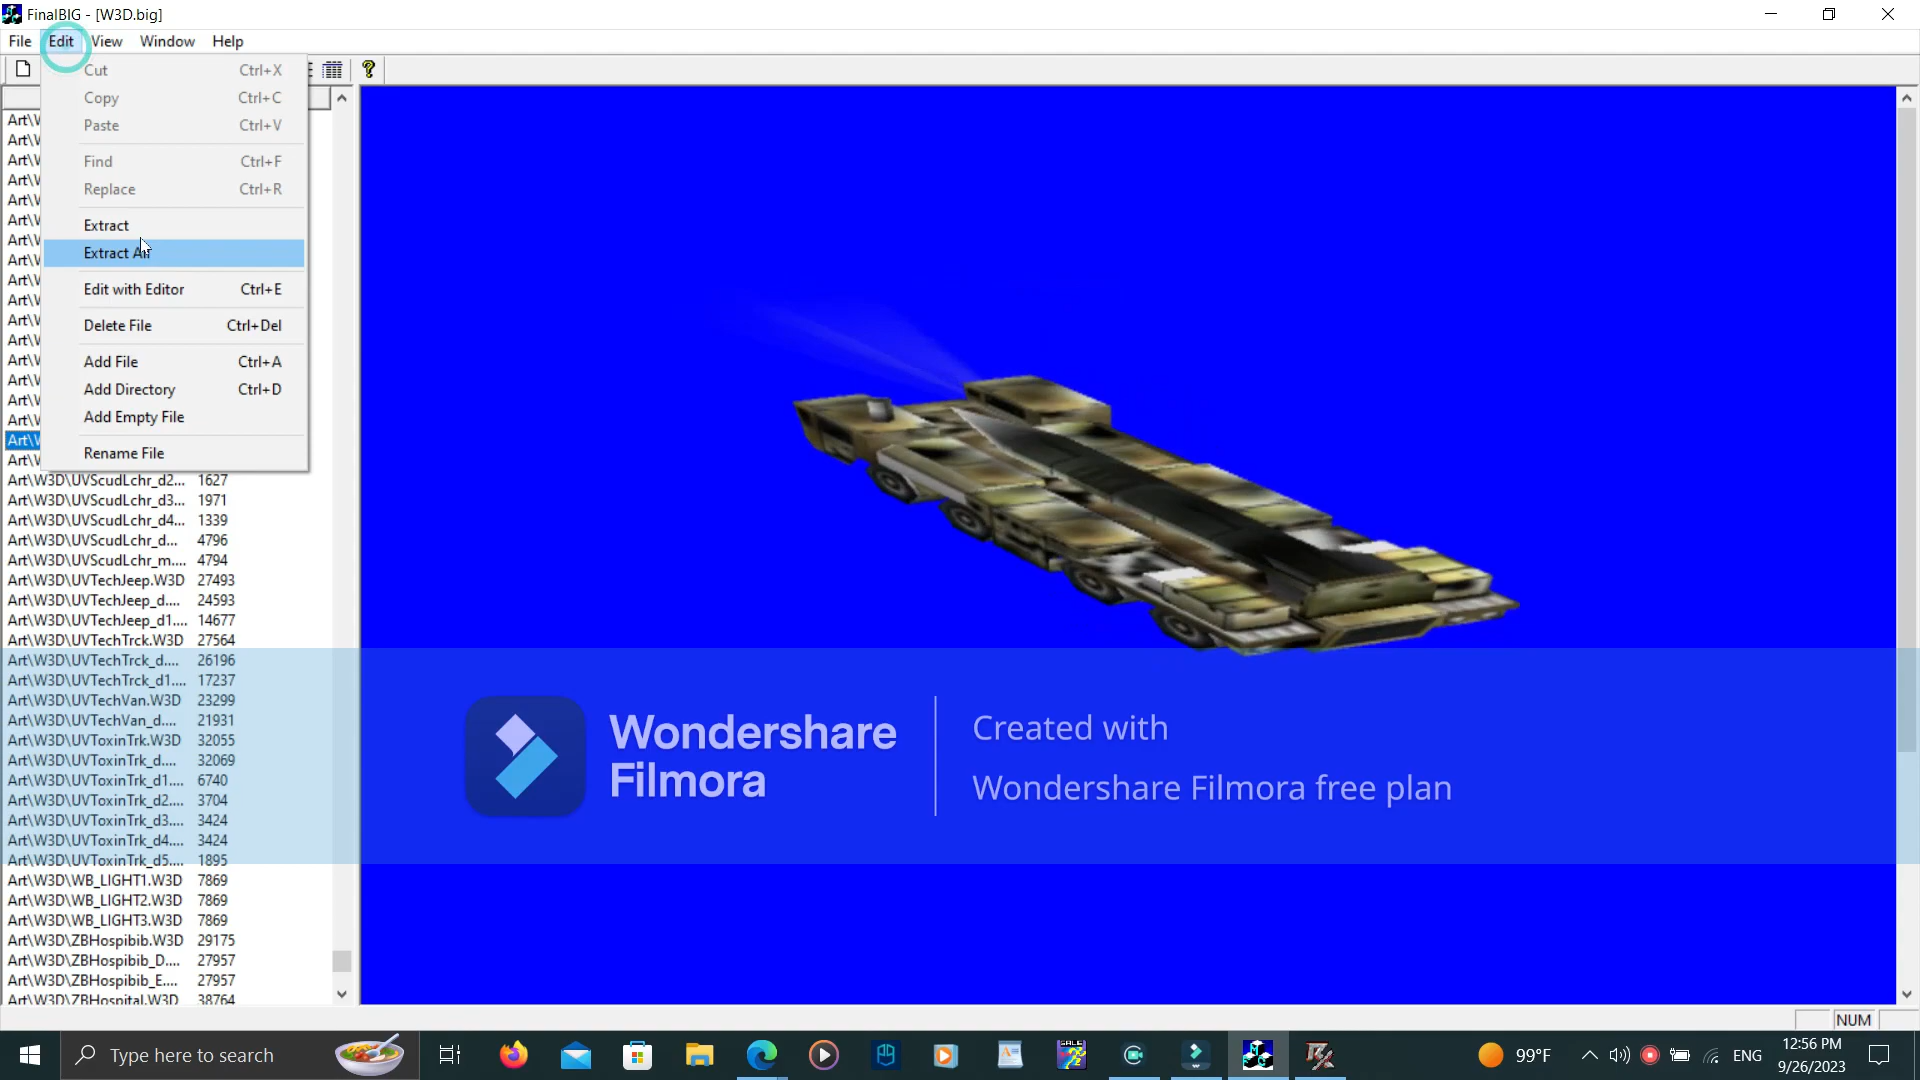 FinalBIG - [W3D.big]
File Edit View Window Help
Cut Ctrl+X
Copy Ctrl+C
Paste Ctrl+V
Find Ctrl+F
Replace Ctrl+R
Extract
Extract All
Edit with Editor Ctrl+E
Delete File Ctrl+Del
Add File Ctrl+A
Add Directory Ctrl+D
Add Empty File
Rename File
Art\W3D\UVScudLchr_d2... 1627
Art\W3D\UVScudLchr_d3... 1971
Art\W3D\UVScudLchr_d4... 1339
Art\W3D\UVScudLchr_d... 4796
Art\W3D\UVScudLchr_m.... 4794
Art\W3D\UVTechJeep.W3D 27493
Art\W3D\UVTechJeep_d.... 24593
Art\W3D\UVTechJeep_d1.... 14677
Art\W3D\UVTechTrck.W3D 27564
Art\W3D\UVTechTrck_d.... 26196
Art\W3D\UVTechTrck_d1.... 17237
Art\W3D\UVTechVan.W3D 23299
Art\W3D\UVTechVan_d.... 21931
Art\W3D\UVToxinTrk.W3D 32055
Art\W3D\UVToxinTrk_d.... 32069
Art\W3D\UVToxinTrk_d1.... 6740
Art\W3D\UVToxinTrk_d2.... 3704
Art\W3D\UVToxinTrk_d3.... 3424
Art\W3D\UVToxinTrk_d4.... 3424
Art\W3D\UVToxinTrk_d5.... 1895
Art\W3D\WB_LIGHT1.W3D 7869
Art\W3D\WB_LIGHT2.W3D 7869
Art\W3D\WB_LIGHT3.W3D 7869
Art\W3D\ZBHospibib.W3D 29175
Art\W3D\ZBHospibib_D.... 27957
Art\W3D\ZBHospibib_E.... 27957
Art\W3D\ZBHospital.W3D 38764
Wondershare
Filmora
Created with
Wondershare Filmora free plan
NUM
Type here to search
99°F
ENG
12:56 PM
9/26/2023